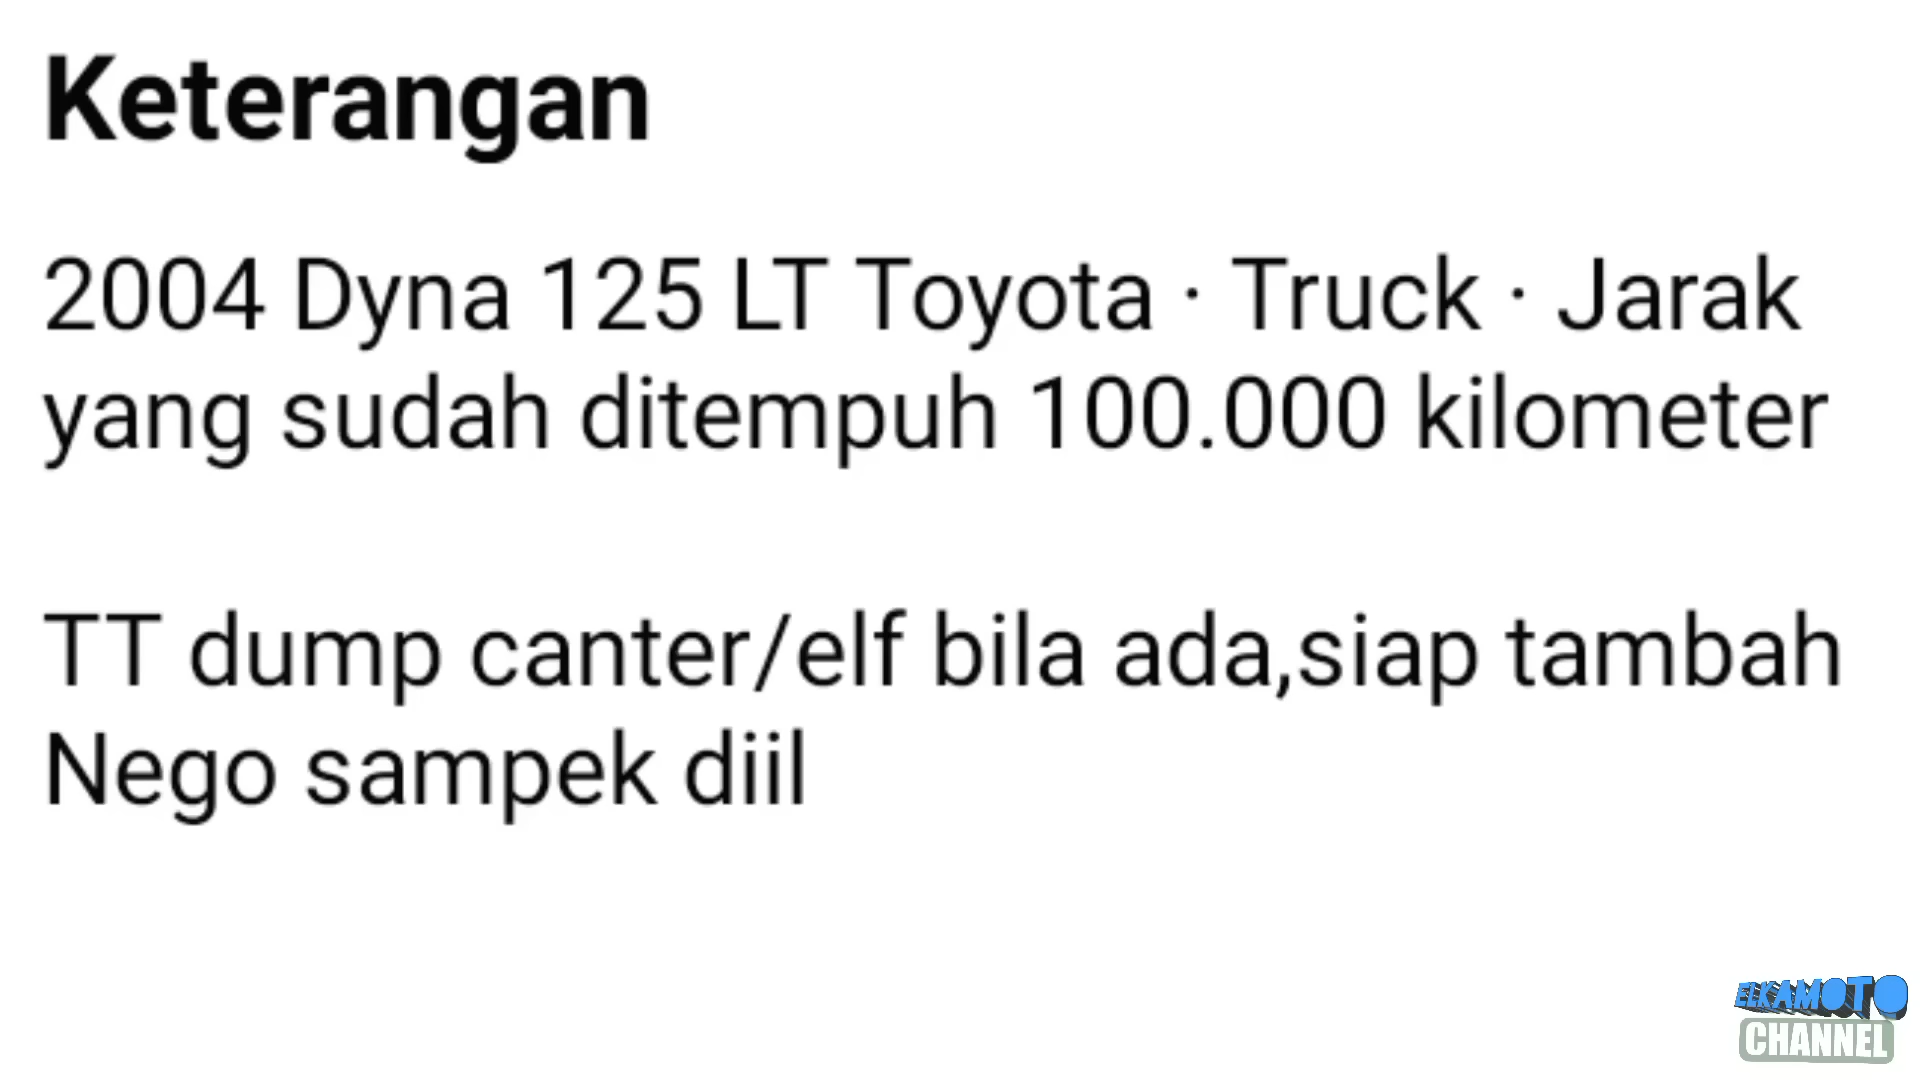 Keterangan
2004 Dyna 125 LT Toyota · Truck · Jarak
yang sudah ditempuh 100.000 kilometer
TT dump canter/elf bila ada,siap tambah
Nego sampek diil
ELKAMOTO
CHANNEL